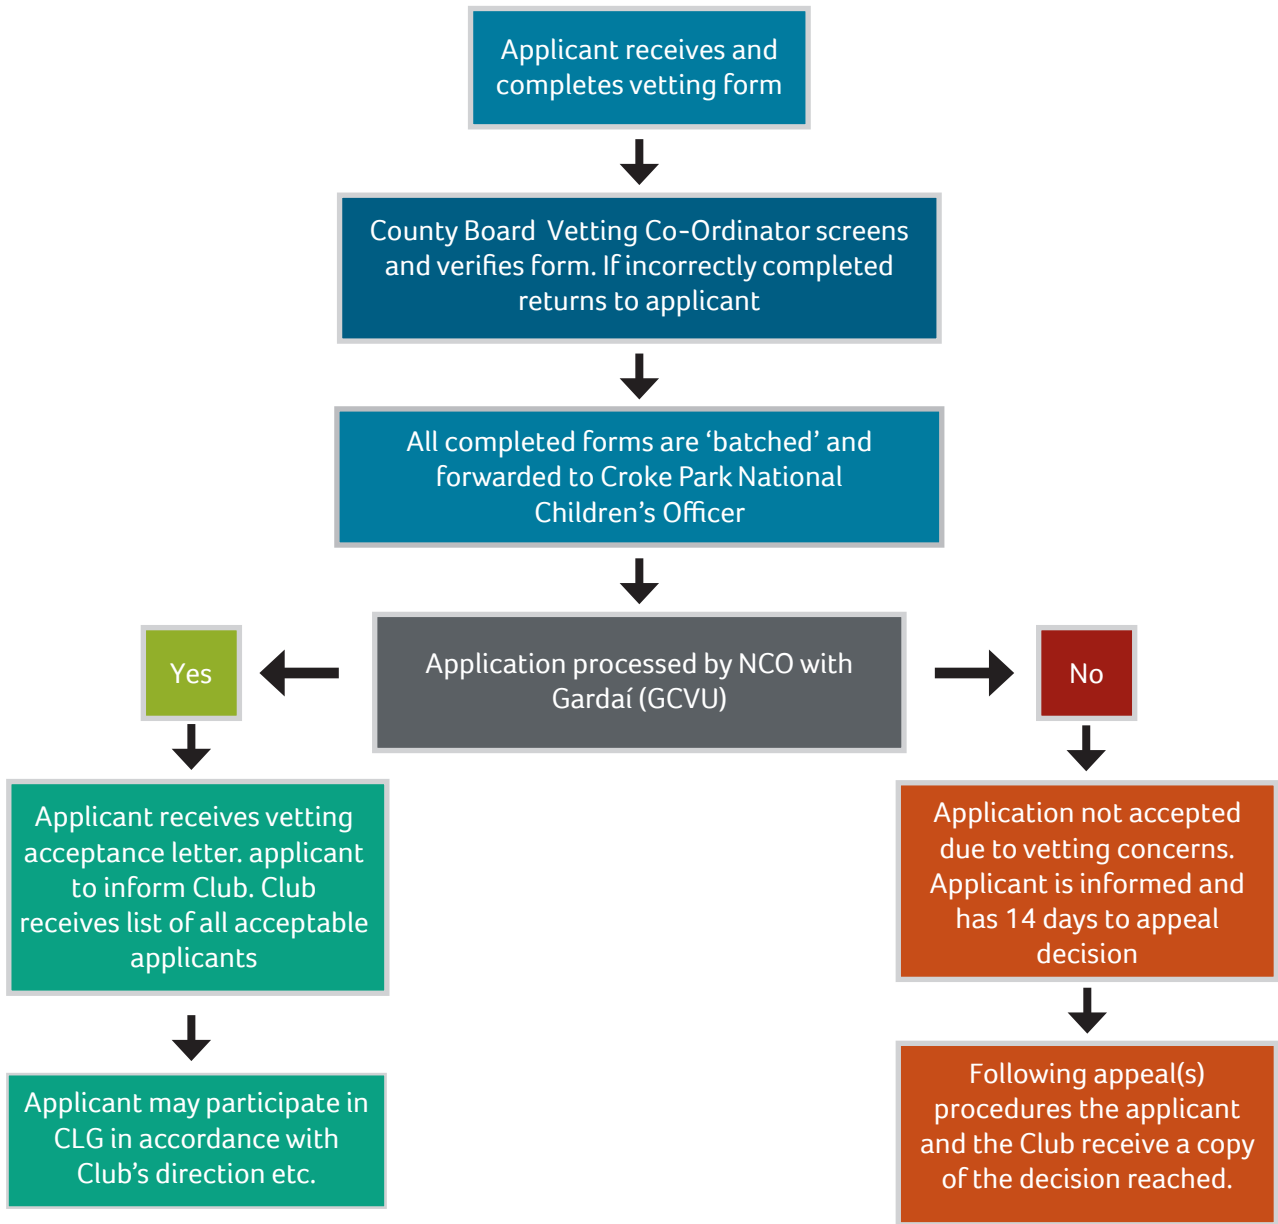 Applicant receives and
completes vetting form
County Board  Vetting Co-Ordinator screens
and verifies form. If incorrectly completed
returns to applicant
All completed forms are ‘batched’ and
forwarded to Croke Park National
Children’s Officer
Application processed by NCO with
Gardaí (GCVU)
Yes
No
Applicant receives vetting
acceptance letter. applicant
to inform Club. Club
receives list of all acceptable
applicants
Applicant may participate in
CLG in accordance with
Club’s direction etc.
Application not accepted
due to vetting concerns.
Applicant is informed and
has 14 days to appeal
decision
Following appeal(s)
procedures the applicant
and the Club receive a copy
of the decision reached.